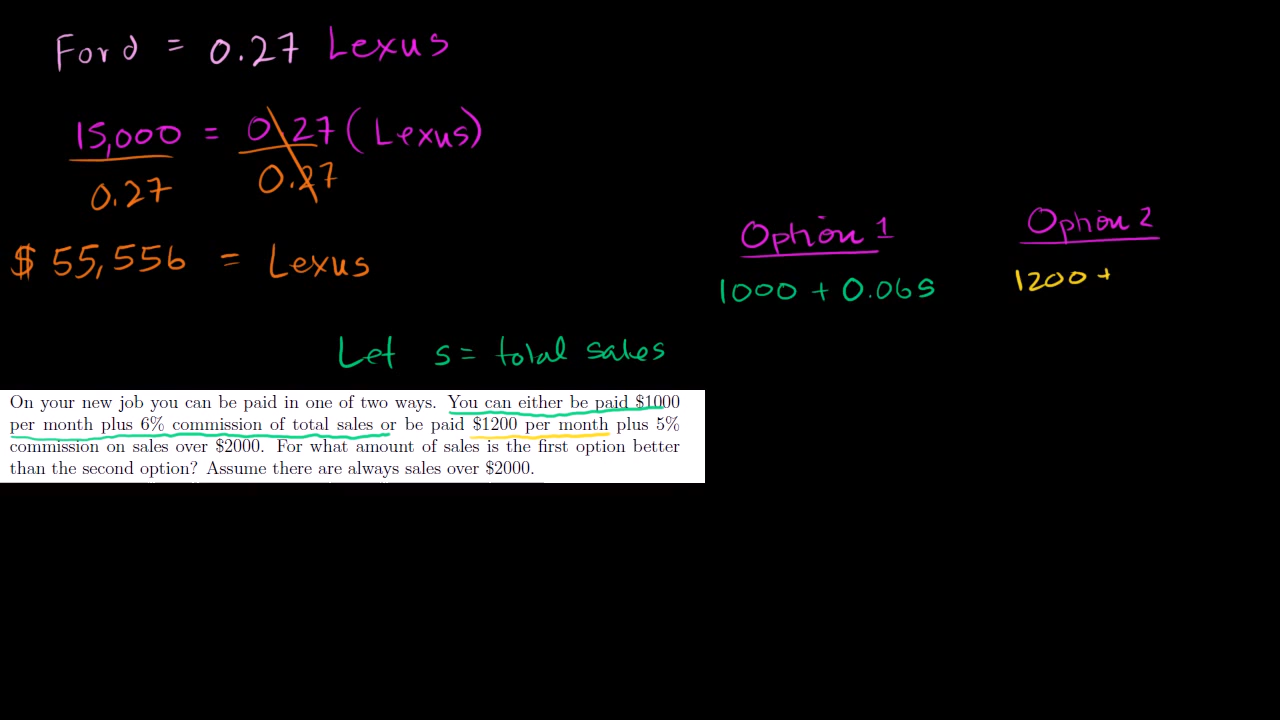 Ford = 0.27 Lexus
15,000 = 0.27 (Lexus)
0.27 0.27
$ 55,556 = Lexus
Option 1 Option 2
1000 + 0.06s 1200 +
Let s = total sales
On your new job you can be paid in one of two ways. You can either be paid $1000
per month plus 6% commission of total sales or be paid $1200 per month plus 5%
commission on sales over $2000. For what amount of sales is the first option better
than the second option? Assume there are always sales over $2000.